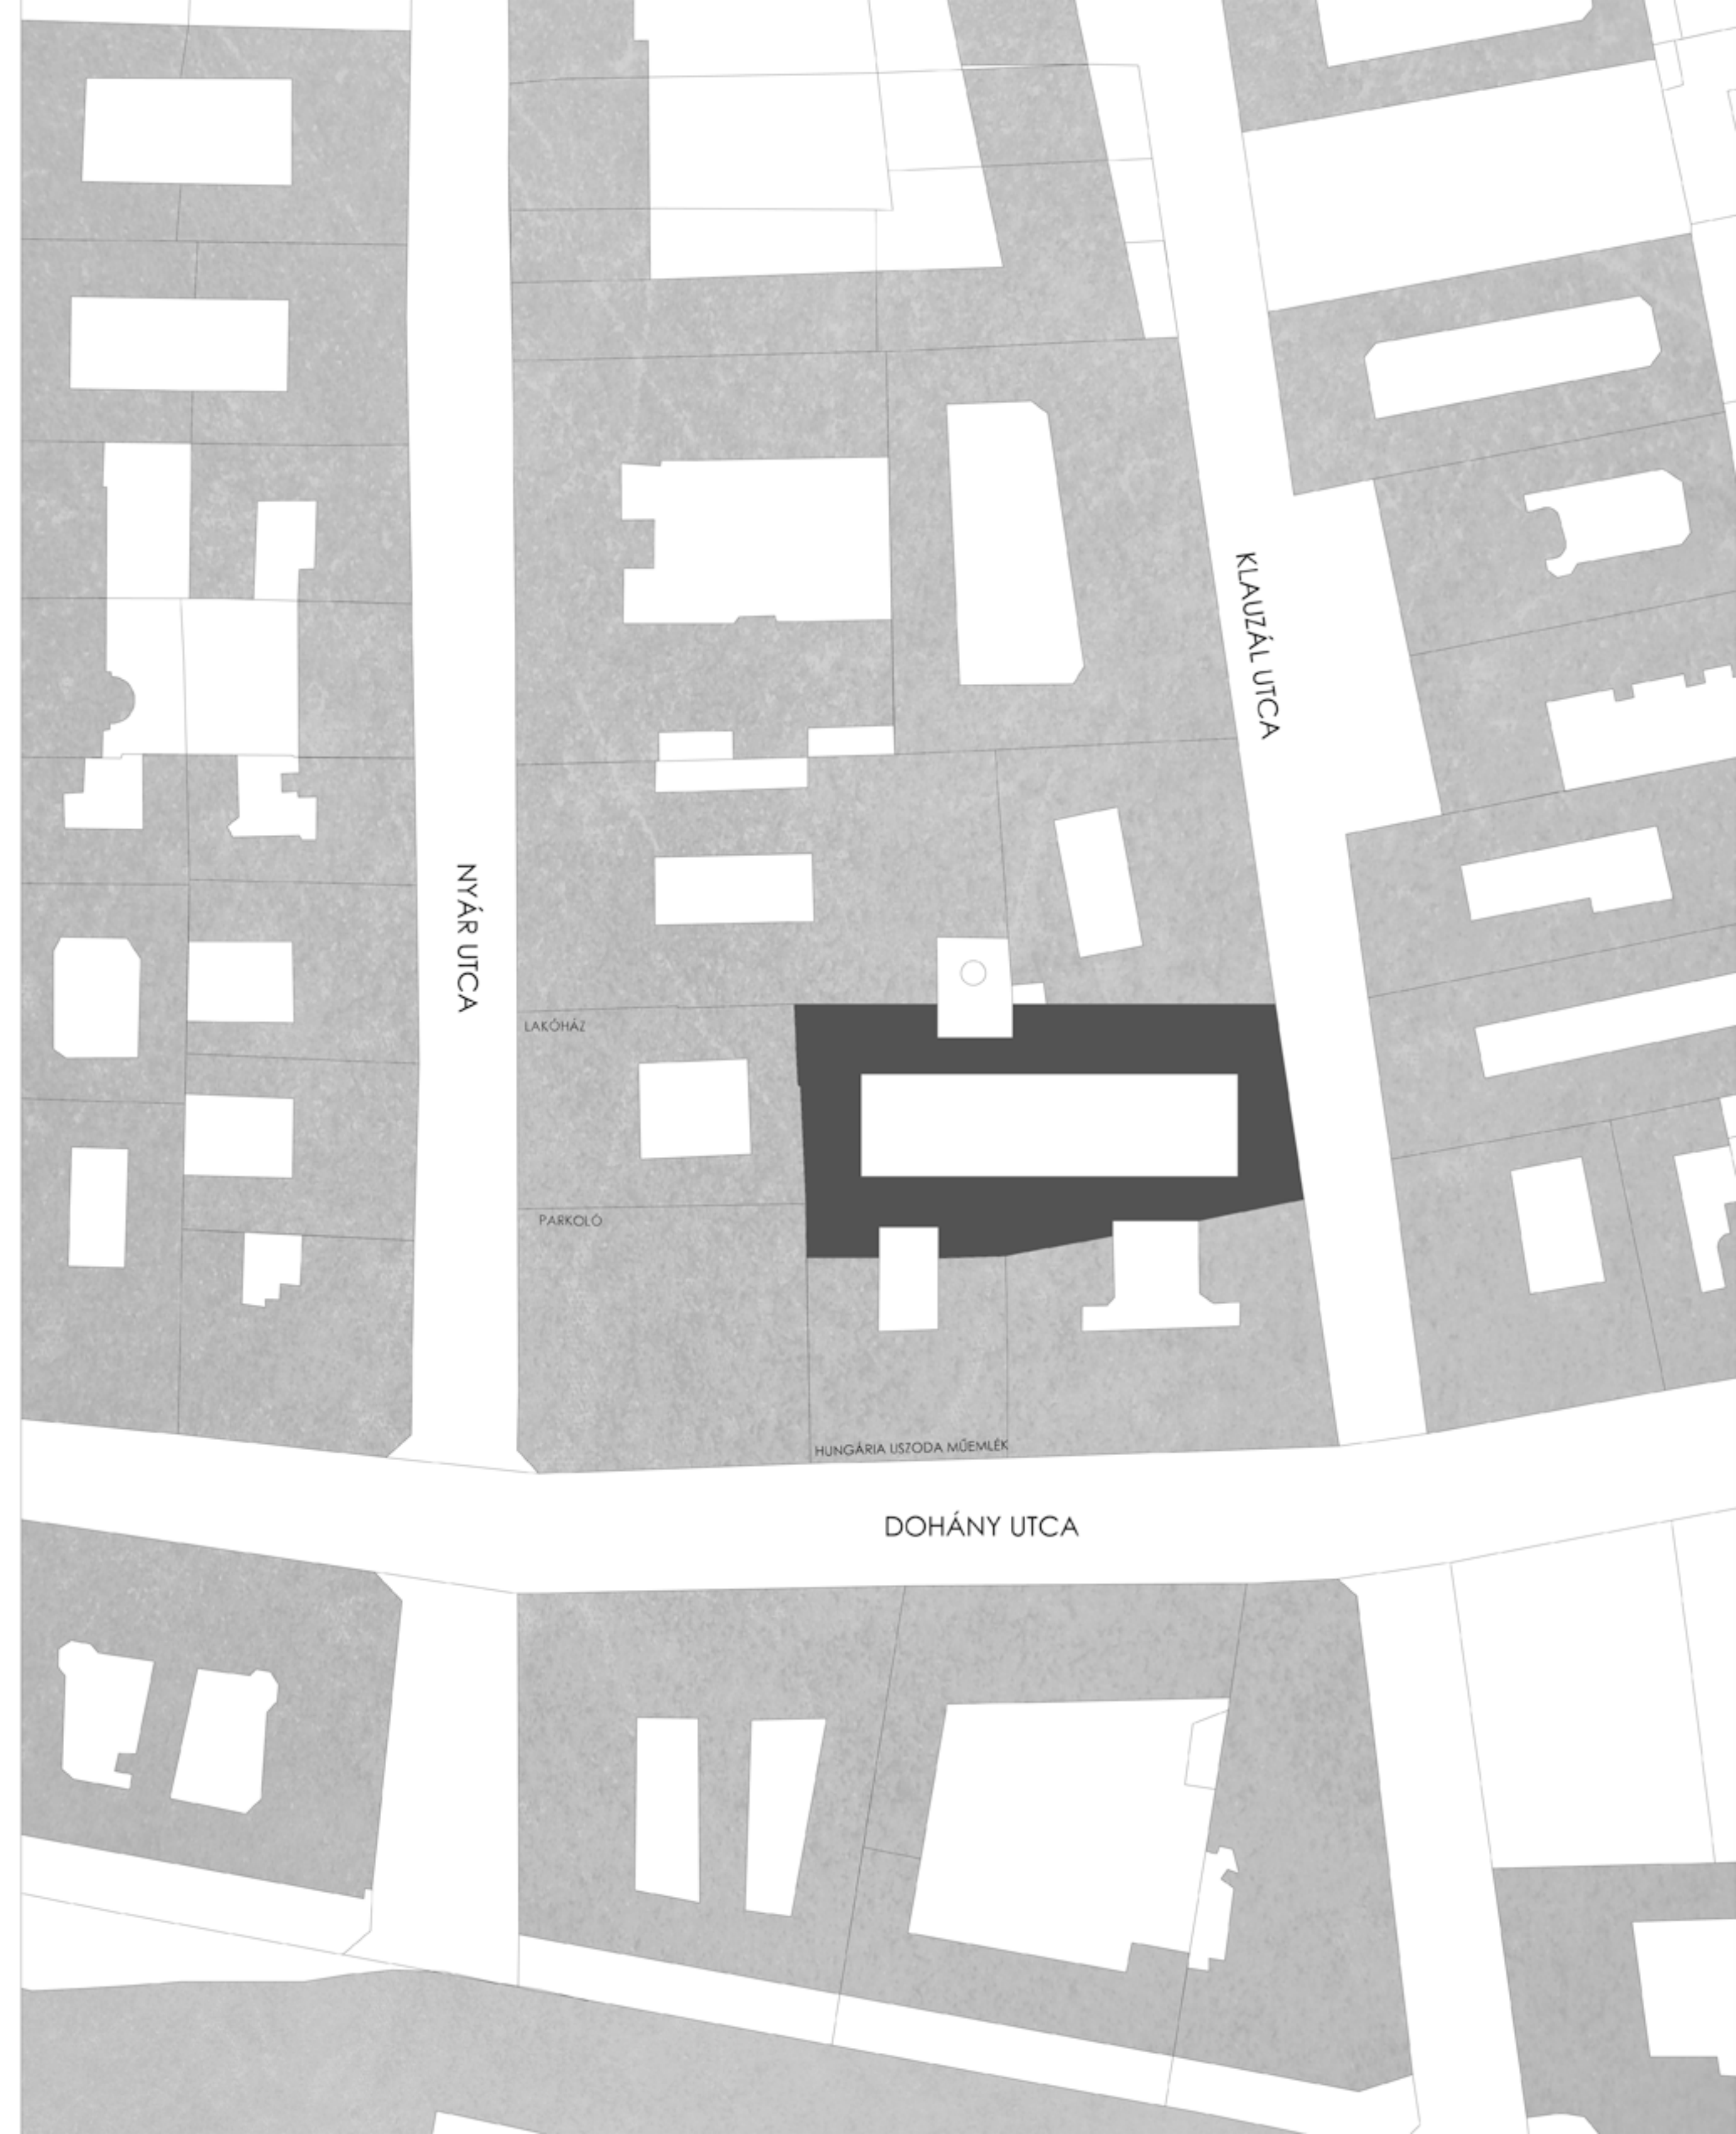 KLAUZÁL UTCA
NYÁR UTCA
LAKÓHÁZ
PARKOLÓ
HUNGÁRIA USZODA MŰEMLÉK
DOHÁNY UTCA